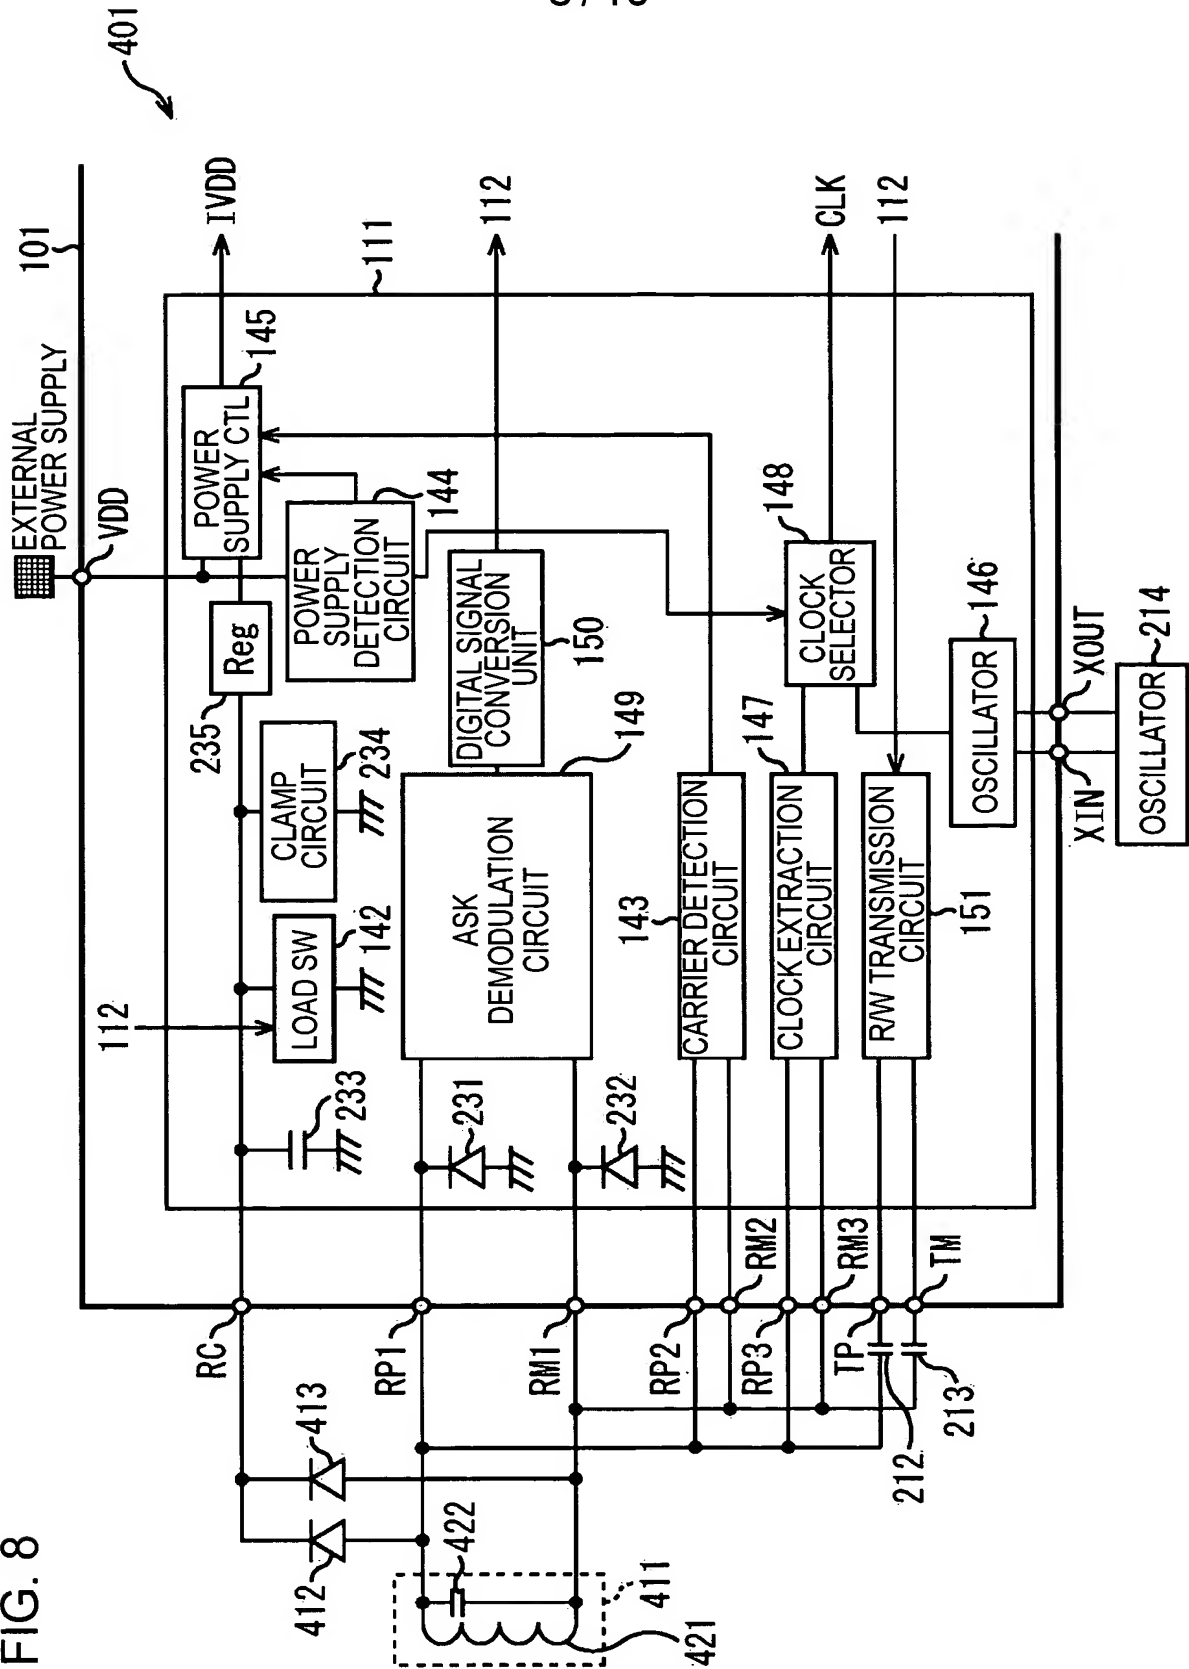 FIG. 8
401
EXTERNAL
POWER SUPPLY
101
VDD
IVDD
111
145
POWER
SUPPLY CTL
144
POWER
SUPPLY
DETECTION
CIRCUIT
Reg
235
CLAMP
CIRCUIT
234
112
LOAD SW
142
233
RC
413
412
112
DIGITAL SIGNAL
CONVERSION
UNIT
150
149
ASK
DEMODULATION
CIRCUIT
231
232
RP1
RM1
422
411
421
143
CARRIER DETECTION
CIRCUIT
RP2
RM2
148
CLOCK
SELECTOR
CLK
147
CLOCK EXTRACTION
CIRCUIT
RP3
RM3
112
R/W TRANSMISSION
CIRCUIT
151
TP
TM
212
213
146
OSCILLATOR
XIN
XOUT
214
OSCILLATOR